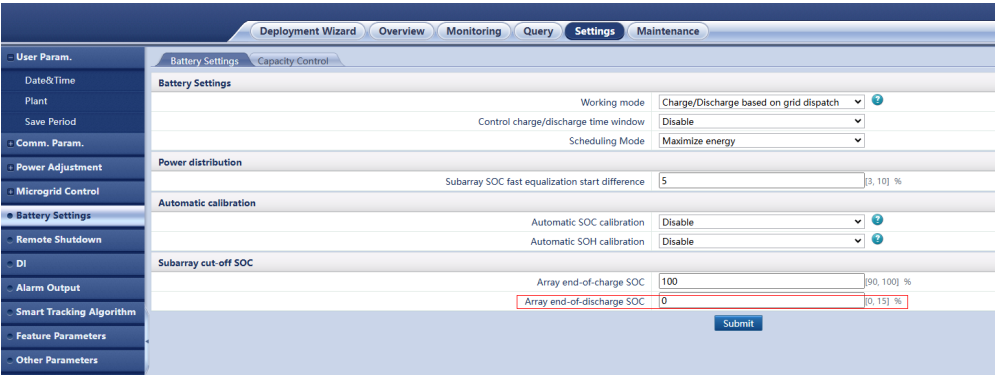 Deployment Wizard Overview Monitoring Query Settings Maintenance
User Param.
Date&Time
Plant
Save Period
Comm. Param.
Power Adjustment
Microgrid Control
Battery Settings
Remote Shutdown
DI
Alarm Output
Smart Tracking Algorithm
Feature Parameters
Other Parameters
Battery Settings Capacity Control
Battery Settings
Working mode Charge/Discharge based on grid dispatch ?
Control charge/discharge time window Disable
Scheduling Mode Maximize energy
Power distribution
Subarray SOC fast equalization start difference 5 [3, 10] %
Automatic calibration
Automatic SOC calibration Disable ?
Automatic SOH calibration Disable ?
Subarray cut-off SOC
Array end-of-charge SOC 100 [90, 100] %
Array end-of-discharge SOC 0 [0, 15] %
Submit